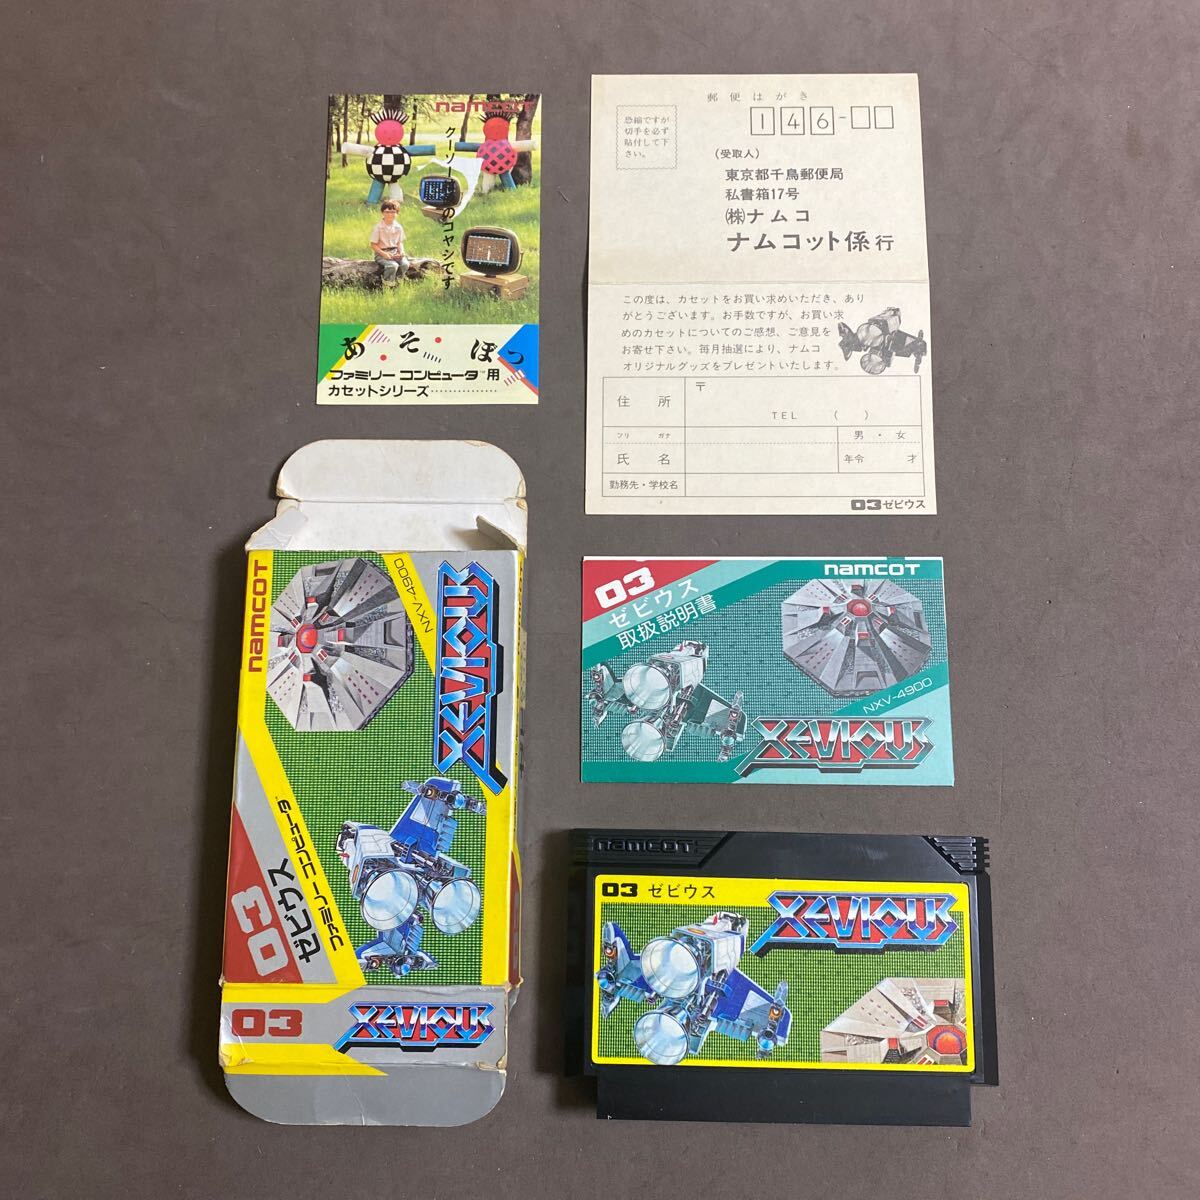 namcot
クーソーは
のコヤシです
あ そ ぼっ
ファミリー コンピュータ™用
カセットシリーズ……………
郵便はがき
恐縮ですが
切手を必ず
貼付して下
さい。
146-□□
(受取人)
東京都千鳥郵便局
私書箱17号
㈱ナムコ
ナムコット係 行
この度は、カセットをお買い求めいただき、あり
がとうございます。お手数ですが、お買い求
めのカセットについてのご感想、ご意見を
お寄せ下さい。毎月抽選により、ナムコ
オリジナルグッズをプレゼントいたします。
住 所
〒
TEL ( )
フリ ガナ
男・女
氏 名
年令 才
勤務先・学校名
03 ゼビウス
namcot
NXV-4900
XEVIOUS
03
ゼビウス
ファミリー コンピュータ
03
XEVIOUS
03
ゼビウス
取扱説明書
namcot
NXV-4900
XEVIOUS
namcot
03 ゼビウス
XEVIOUS